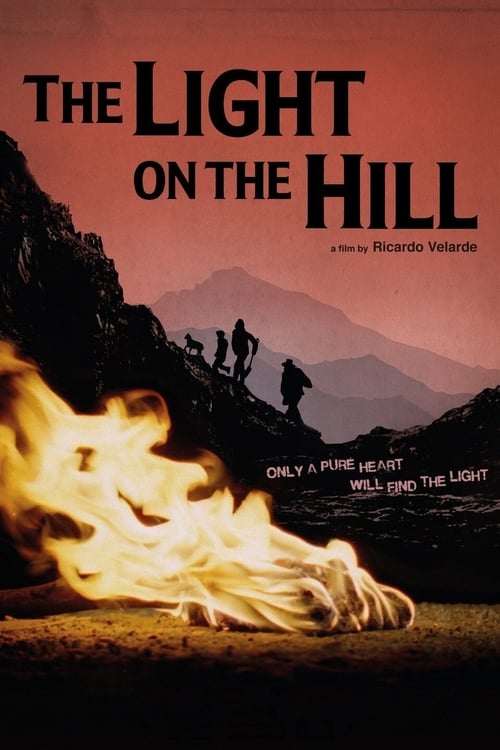 THE LIGHT
ON THE HILL
a film by Ricardo Velarde
ONLY A PURE HEART
WILL FIND THE LIGHT